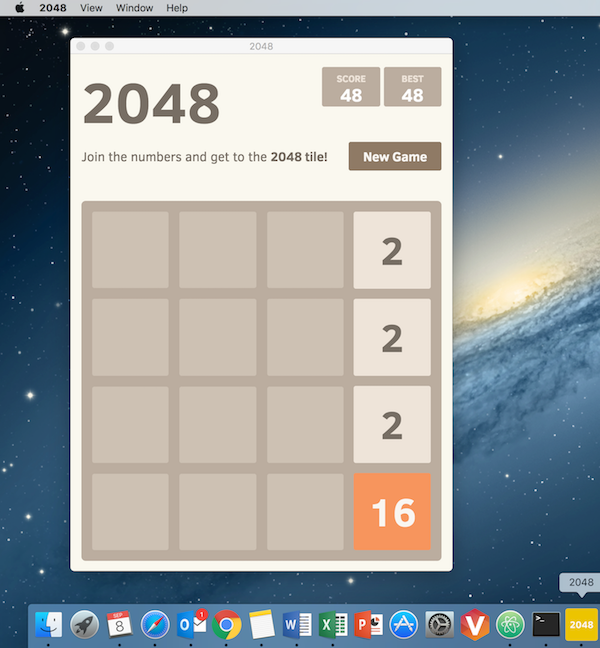 2048 View Window Help
2048
2048
SCORE BEST
48 48
Join the numbers and get to the 2048 tile!
New Game
2
2
2
16
2048
SEP
8
O
1
W
X
P
>_
2048